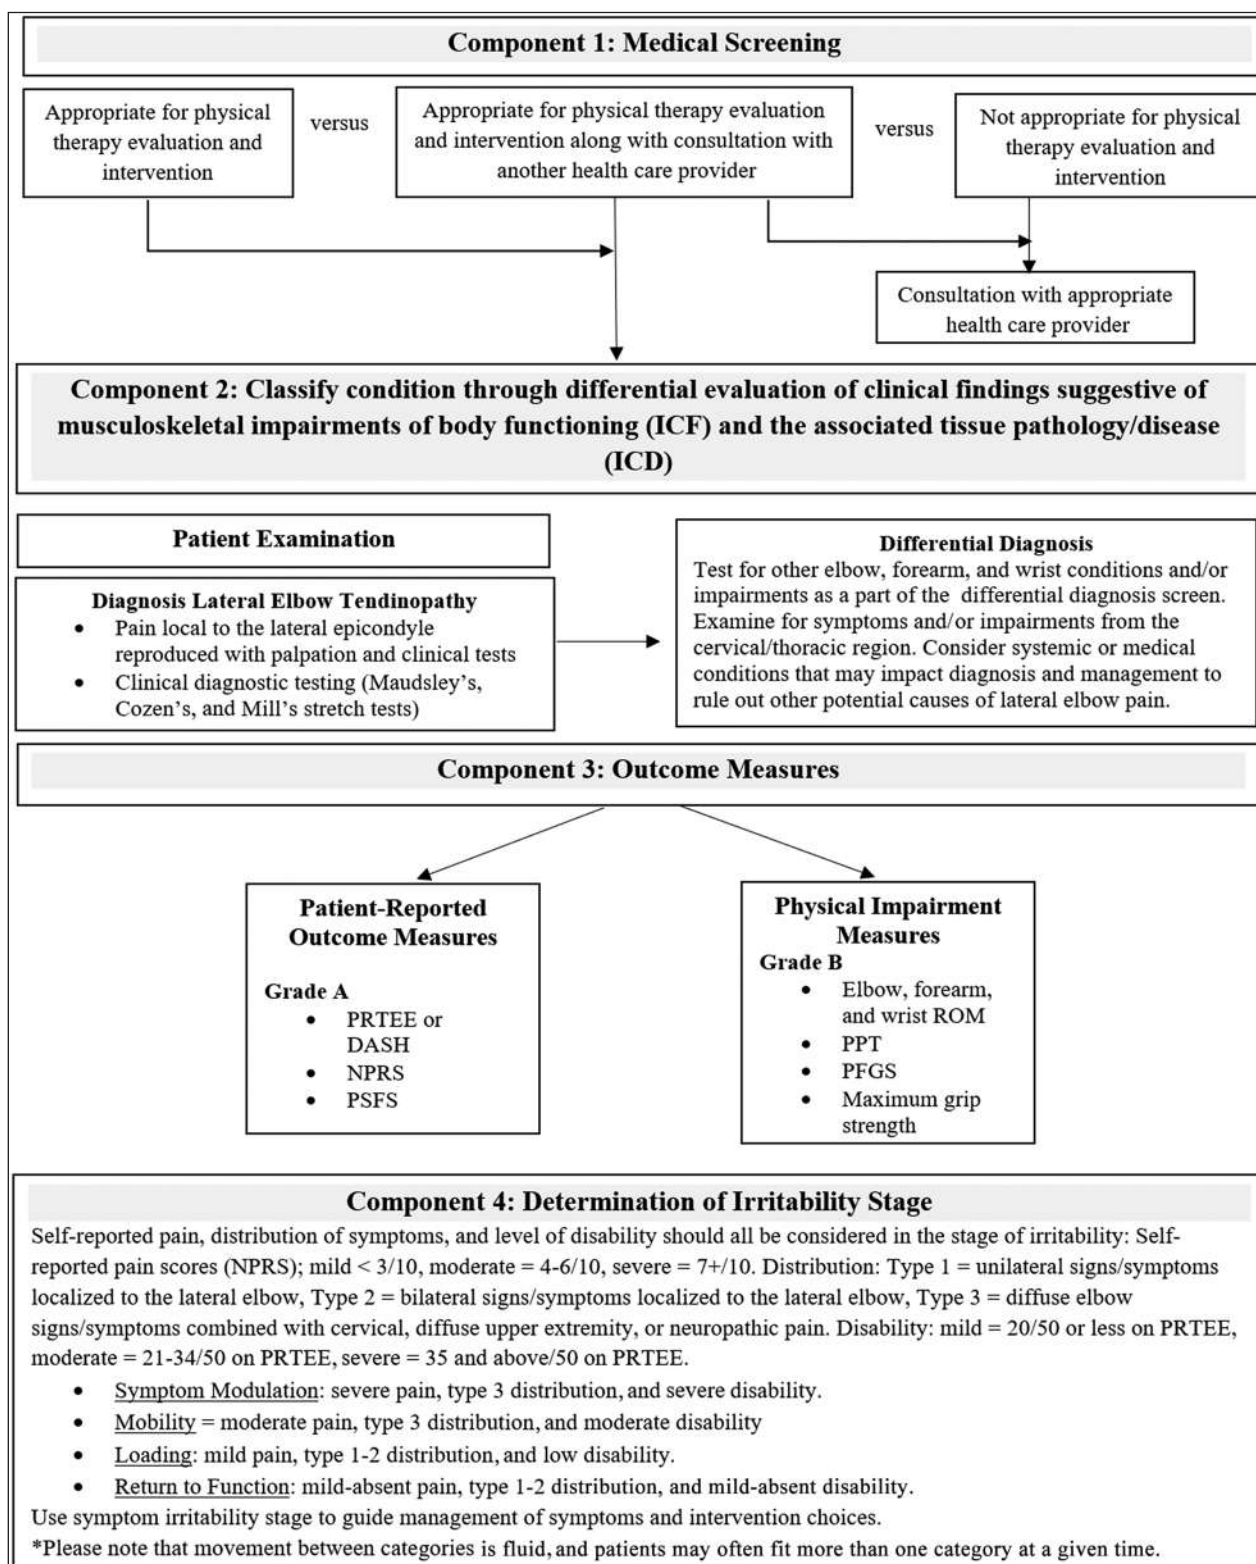 Component 1: Medical Screening
Appropriate for physical
therapy evaluation and
intervention
versus
Appropriate for physical therapy evaluation
and intervention along with consultation with
another health care provider
versus
Not appropriate for physical
therapy evaluation and
intervention
Consultation with appropriate
health care provider
Component 2: Classify condition through differential evaluation of clinical findings suggestive of
musculoskeletal impairments of body functioning (ICF) and the associated tissue pathology/disease
(ICD)
Patient Examination
Diagnosis Lateral Elbow Tendinopathy
• Pain local to the lateral epicondyle
reproduced with palpation and clinical tests
• Clinical diagnostic testing (Maudsley's,
Cozen's, and Mill's stretch tests)
Differential Diagnosis
Test for other elbow, forearm, and wrist conditions and/or
impairments as a part of the differential diagnosis screen.
Examine for symptoms and/or impairments from the
cervical/thoracic region. Consider systemic or medical
conditions that may impact diagnosis and management to
rule out other potential causes of lateral elbow pain.
Component 3: Outcome Measures
Patient-Reported
Outcome Measures
Grade A
• PRTEE or
DASH
• NPRS
• PSFS
Physical Impairment
Measures
Grade B
• Elbow, forearm,
and wrist ROM
• PPT
• PFGS
• Maximum grip
strength
Component 4: Determination of Irritability Stage
Self-reported pain, distribution of symptoms, and level of disability should all be considered in the stage of irritability: Self-
reported pain scores (NPRS); mild < 3/10, moderate = 4-6/10, severe = 7+/10. Distribution: Type 1 = unilateral signs/symptoms
localized to the lateral elbow, Type 2 = bilateral signs/symptoms localized to the lateral elbow, Type 3 = diffuse elbow
signs/symptoms combined with cervical, diffuse upper extremity, or neuropathic pain. Disability: mild = 20/50 or less on PRTEE,
moderate = 21-34/50 on PRTEE, severe = 35 and above/50 on PRTEE.
• Symptom Modulation: severe pain, type 3 distribution, and severe disability.
• Mobility = moderate pain, type 3 distribution, and moderate disability
• Loading: mild pain, type 1-2 distribution, and low disability.
• Return to Function: mild-absent pain, type 1-2 distribution, and mild-absent disability.
Use symptom irritability stage to guide management of symptoms and intervention choices.
*Please note that movement between categories is fluid, and patients may often fit more than one category at a given time.